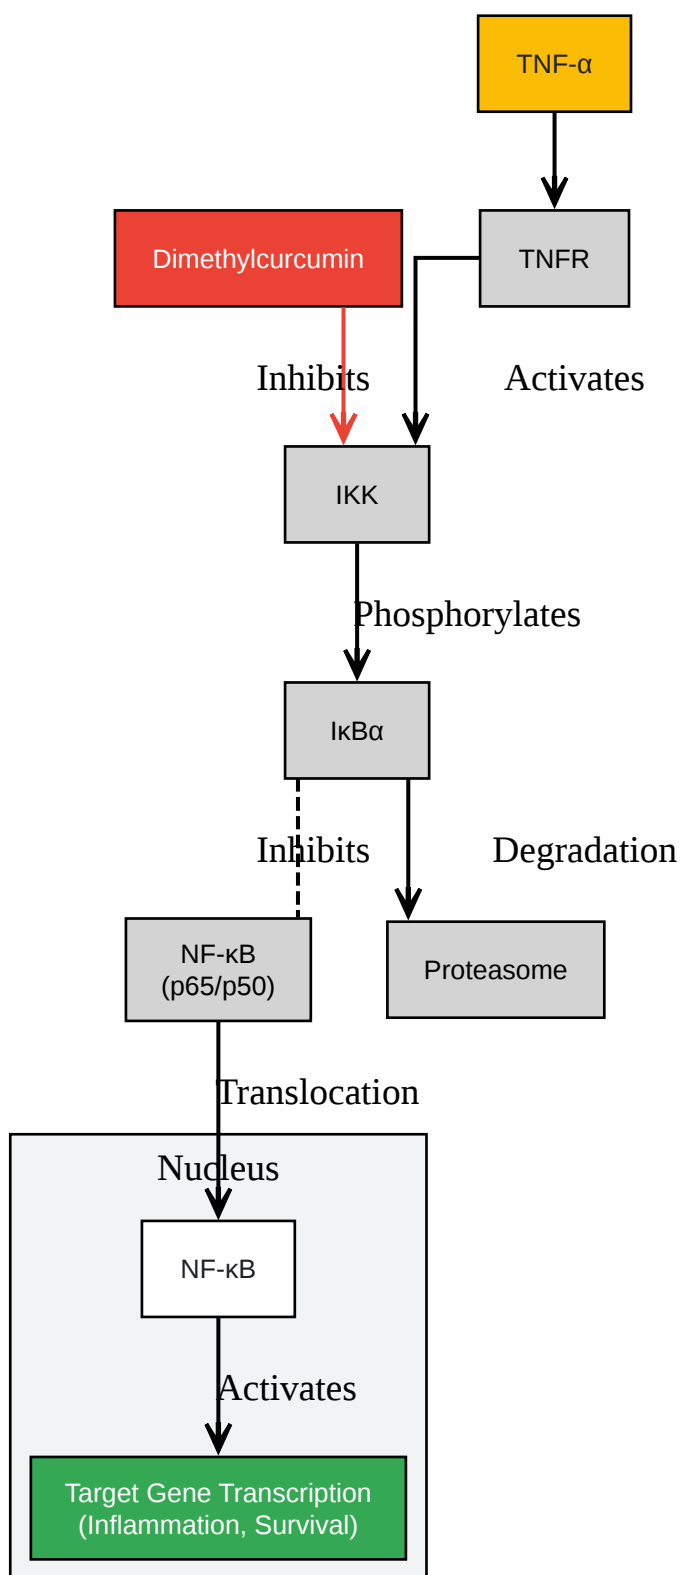 TNF-α
Dimethylcurcumin
TNFR
Inhibits
Activates
IKK
Phosphorylates
IκBα
Inhibits
Degradation
NF-κB
(p65/p50)
Proteasome
Translocation
Nucleus
NF-κB
Activates
Target Gene Transcription
(Inflammation, Survival)